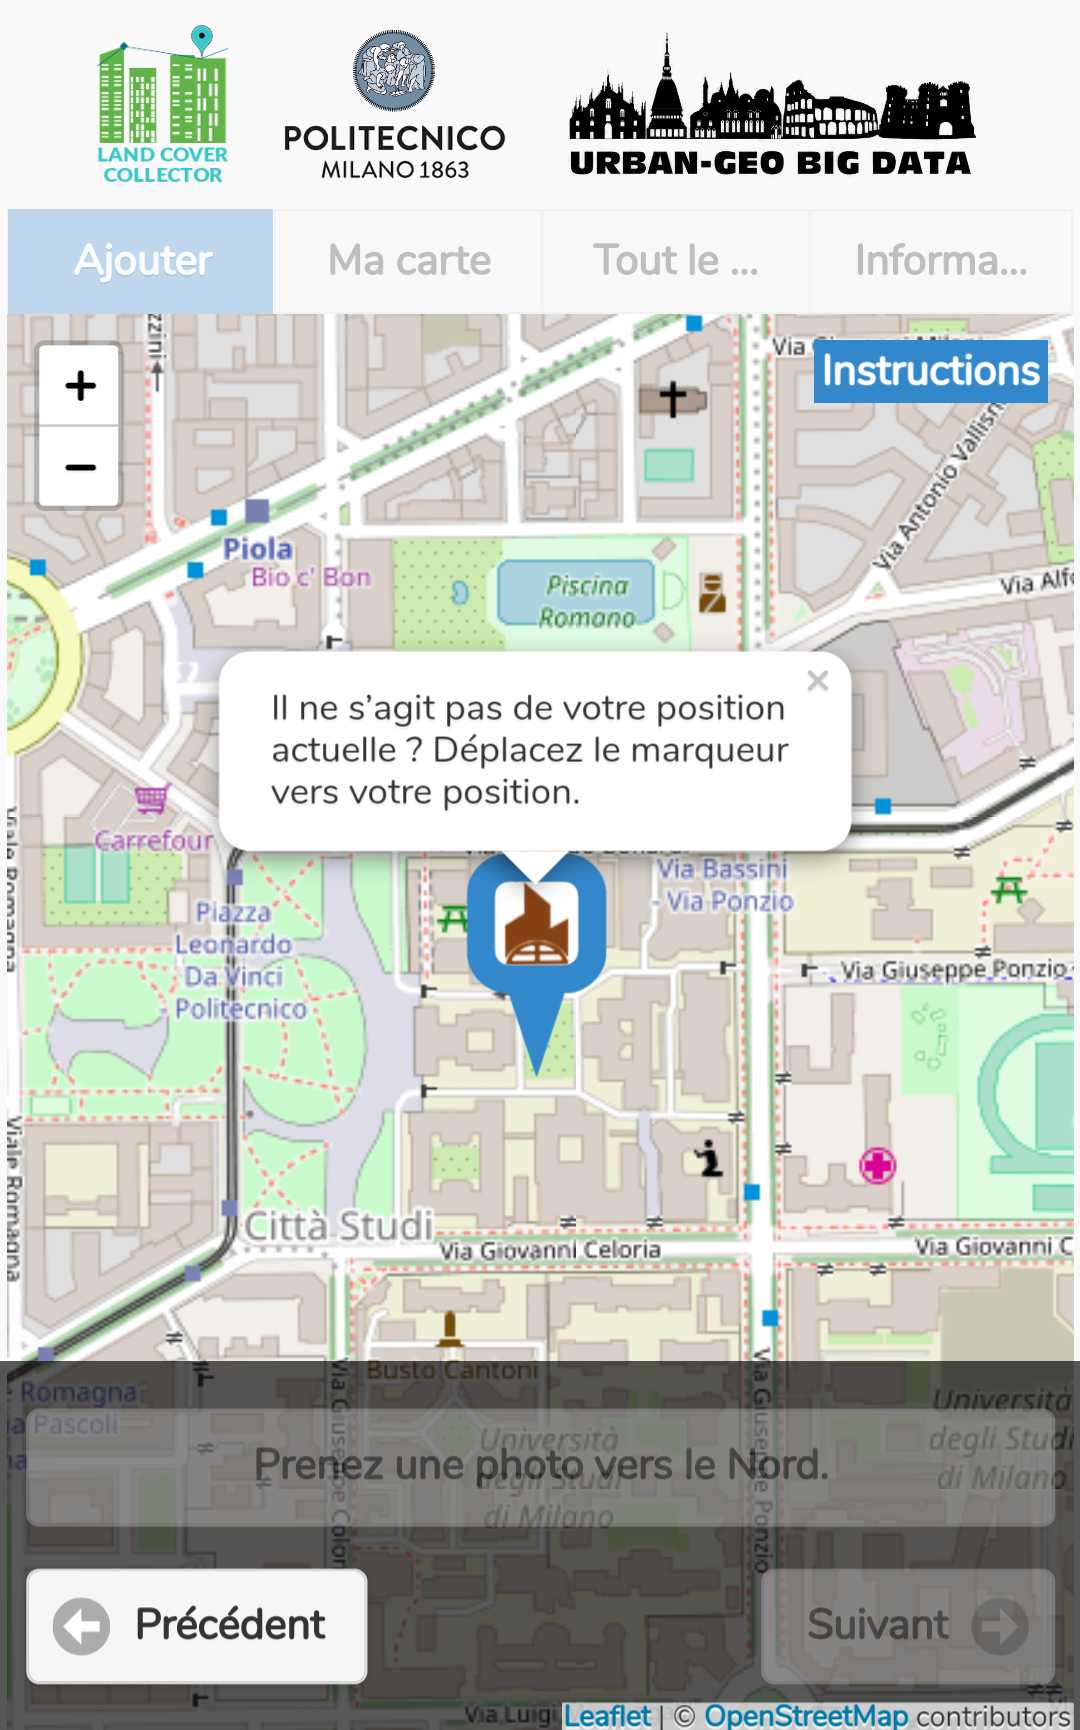 LAND COVER
COLLECTOR
POLITECNICO
MILANO 1863
URBAN-GEO BIG DATA
Ajouter
Ma carte
Tout le ...
Informa...
+
−
Instructions
Via Antonio Vallisn
Via Alfo
Piola
Bio c' Bon
Piscina
Romano
Il ne s’agit pas de votre position
actuelle ? Déplacez le marqueur
vers votre position.
×
Carrefour
Viale Romagna
Via Bassini
- Via Ponzio
Piazza
Leonardo
Da Vinci
Politecnico
Via Giuseppe Ponzio
Viale Romagna
Città Studi
Via Giovanni Celoria
Via Giovanni C
Busto Cantoni
Romagna
Pascoli
Via Giuseppe Colom
Via Giuseppe Ponzio
Università
degli Studi
di Milano
Università
degli Studi
di Milano
Prenez une photo vers le Nord.
Précédent
Suivant
Via Luigi
Leaflet | © OpenStreetMap contributors